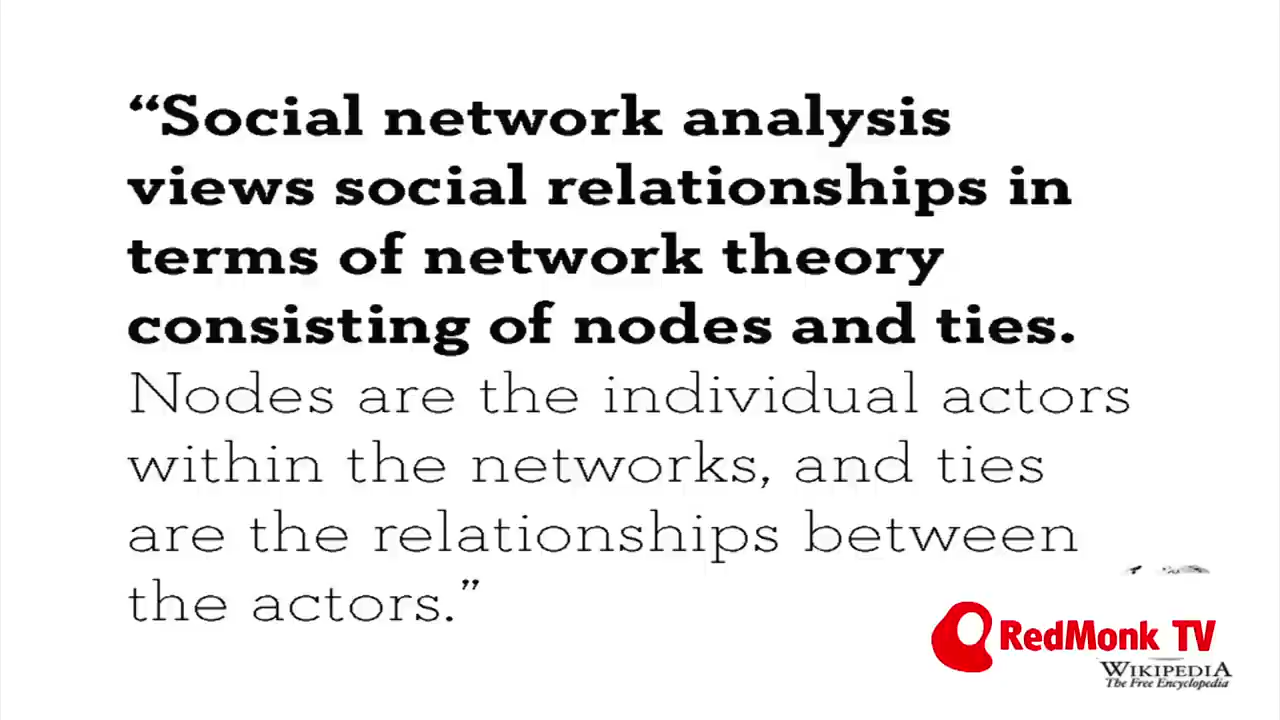 “Social network analysis
views social relationships in
terms of network theory
consisting of nodes and ties.
Nodes are the individual actors
within the networks, and ties
are the relationships between
the actors.”
RedMonk TV
WIKIPEDIA
The Free Encyclopedia